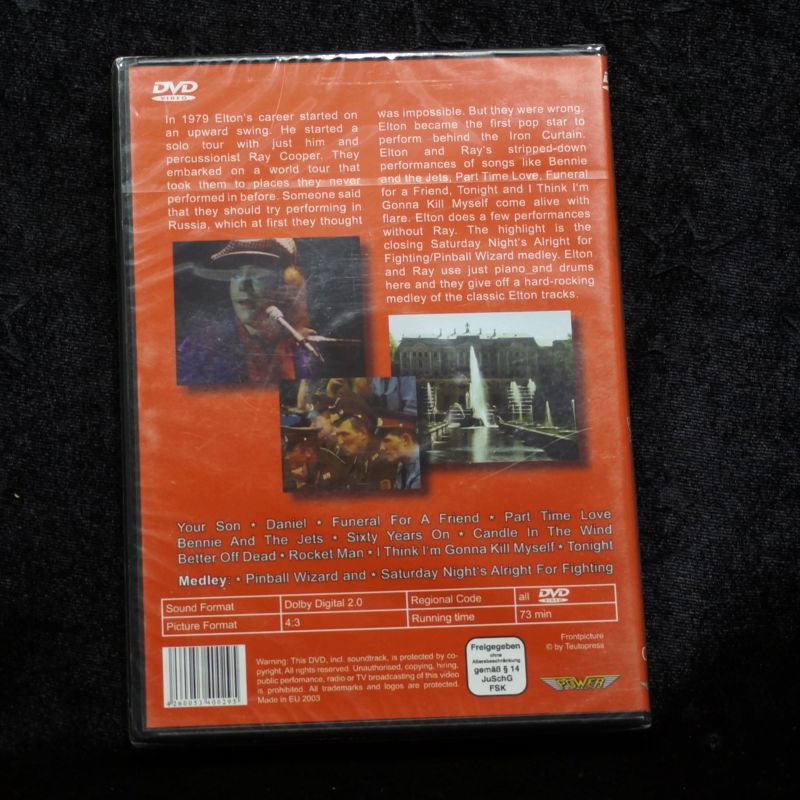 DVD
VIDEO
In 1979 Elton's career started on
an upward swing. He started a
solo tour with just him and
percussionist Ray Cooper. They
embarked on a world tour that
took them to places they never
performed in before. Someone said
that they should try performing in
Russia, which at first they thought
was impossible. But they were wrong.
Elton became the first pop star to
perform behind the Iron Curtain.
Elton and Ray's stripped-down
performances of songs like Bennie
and the Jets, Part Time Love, Funeral
for a Friend, Tonight and I Think I'm
Gonna Kill Myself come alive with
flare. Elton does a few performances
without Ray. The highlight is the
closing Saturday Night's Alright for
Fighting/Pinball Wizard medley. Elton
and Ray use just piano and drums
here and they give off a hard-rocking
medley of the classic Elton tracks.
Your Son • Daniel • Funeral For A Friend • Part Time Love
Bennie And The Jets • Sixty Years On • Candle In The Wind
Better Off Dead • Rocket Man • I Think I'm Gonna Kill Myself • Tonight
Medley: • Pinball Wizard and • Saturday Night's Alright For Fighting
Sound Format Dolby Digital 2.0 Regional Code all DVD VIDEO
Picture Format 4:3 Running time 73 min
Frontpicture
© by Teutopress
Warning: This DVD, incl. soundtrack, is protected by co-
pyright. All rights reserved. Unauthorised, copying, hiring,
public perfomance, radio or TV broadcasting of this video
is prohibited. All trademarks and logos are protected.
Made in EU 2003
Freigegeben
ohne
Altersbeschränkung
gemäß § 14
JuSchG
FSK
POWER
4260033400293